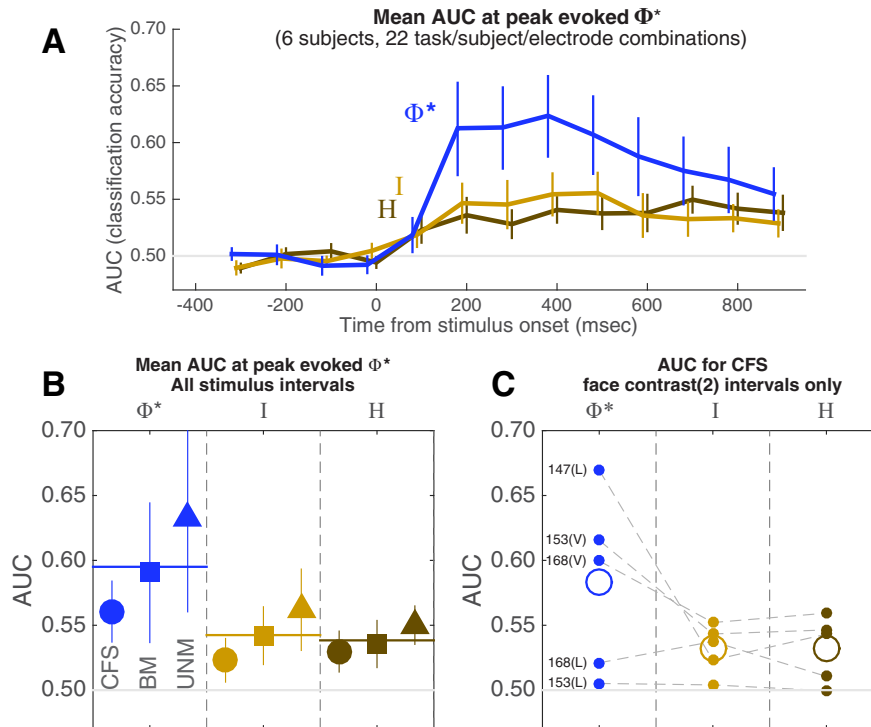 A
Mean AUC at peak evoked Φ*
(6 subjects, 22 task/subject/electrode combinations)
AUC (classification accuracy)
0.70
0.65
0.60
0.55
0.50
Φ*
I
H
-400
-200
0
200
400
600
800
Time from stimulus onset (msec)
B
Mean AUC at peak evoked Φ*
All stimulus intervals
Φ*
I
H
AUC
0.70
0.65
0.60
0.55
0.50
CFS
BM
UNM
C
AUC for CFS
face contrast(2) intervals only
Φ*
I
H
AUC
0.70
0.65
0.60
0.55
0.50
147(L)
153(V)
168(V)
168(L)
153(L)